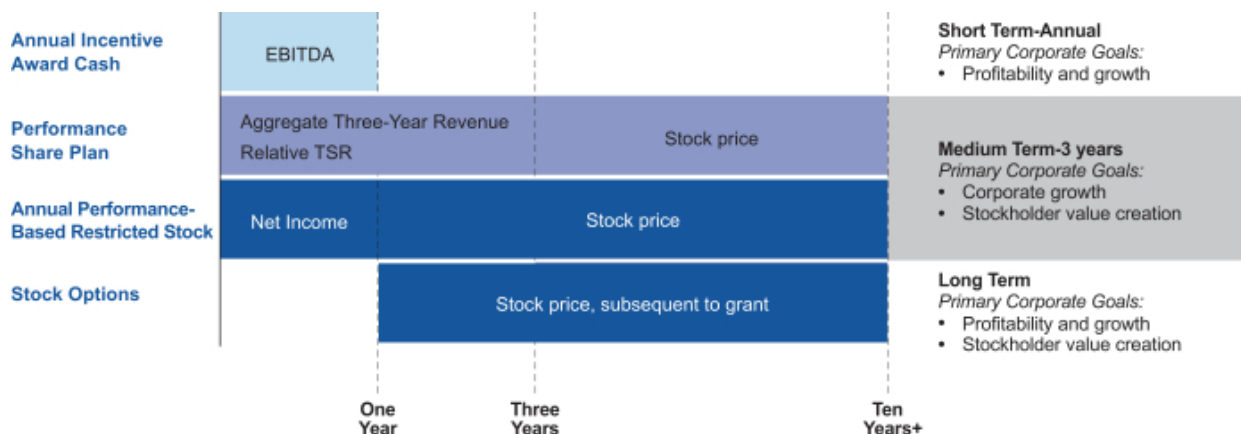 Annual Incentive
Award Cash
EBITDA
Short Term-Annual
Primary Corporate Goals:
• Profitability and growth
Performance
Share Plan
Aggregate Three-Year Revenue
Relative TSR
Stock price
Medium Term-3 years
Primary Corporate Goals:
• Corporate growth
• Stockholder value creation
Annual Performance-
Based Restricted Stock
Net Income
Stock price
Stock Options
Stock price, subsequent to grant
Long Term
Primary Corporate Goals:
• Profitability and growth
• Stockholder value creation
One
Year
Three
Years
Ten
Years+